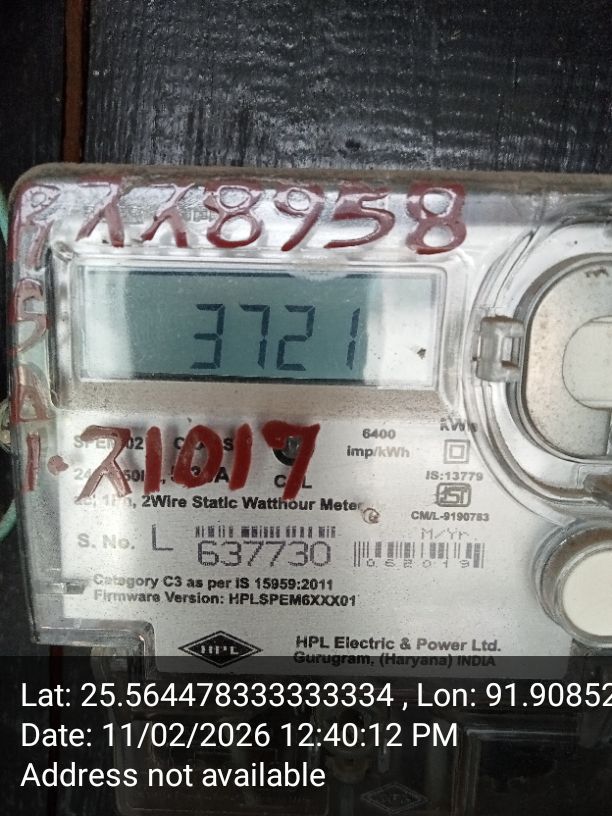 XX8958
3721
6400
imp/kWh
kWh
IS:13779
CM/L-9190783
71017
2Wire Static Watthour Meter
S. No. L 637730
M/Yr
062019
Category C3 as per IS 15959:2011
Firmware Version: HPLSPEM6XXX01
HPL
HPL Electric & Power Ltd.
Gurugram, (Haryana) INDIA
Lat: 25.564478333333334 , Lon: 91.90852
Date: 11/02/2026 12:40:12 PM
Address not available